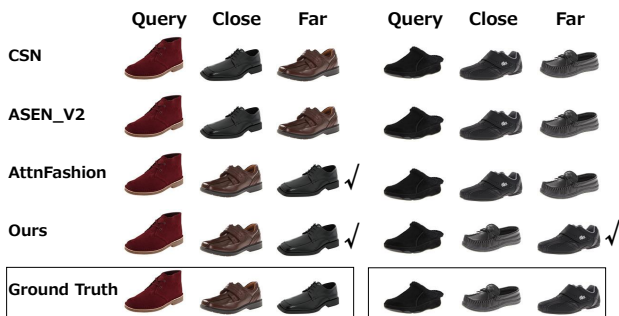 Query Close Far Query Close Far
CSN
ASEN_V2
AttnFashion √
Ours √ √
Ground Truth